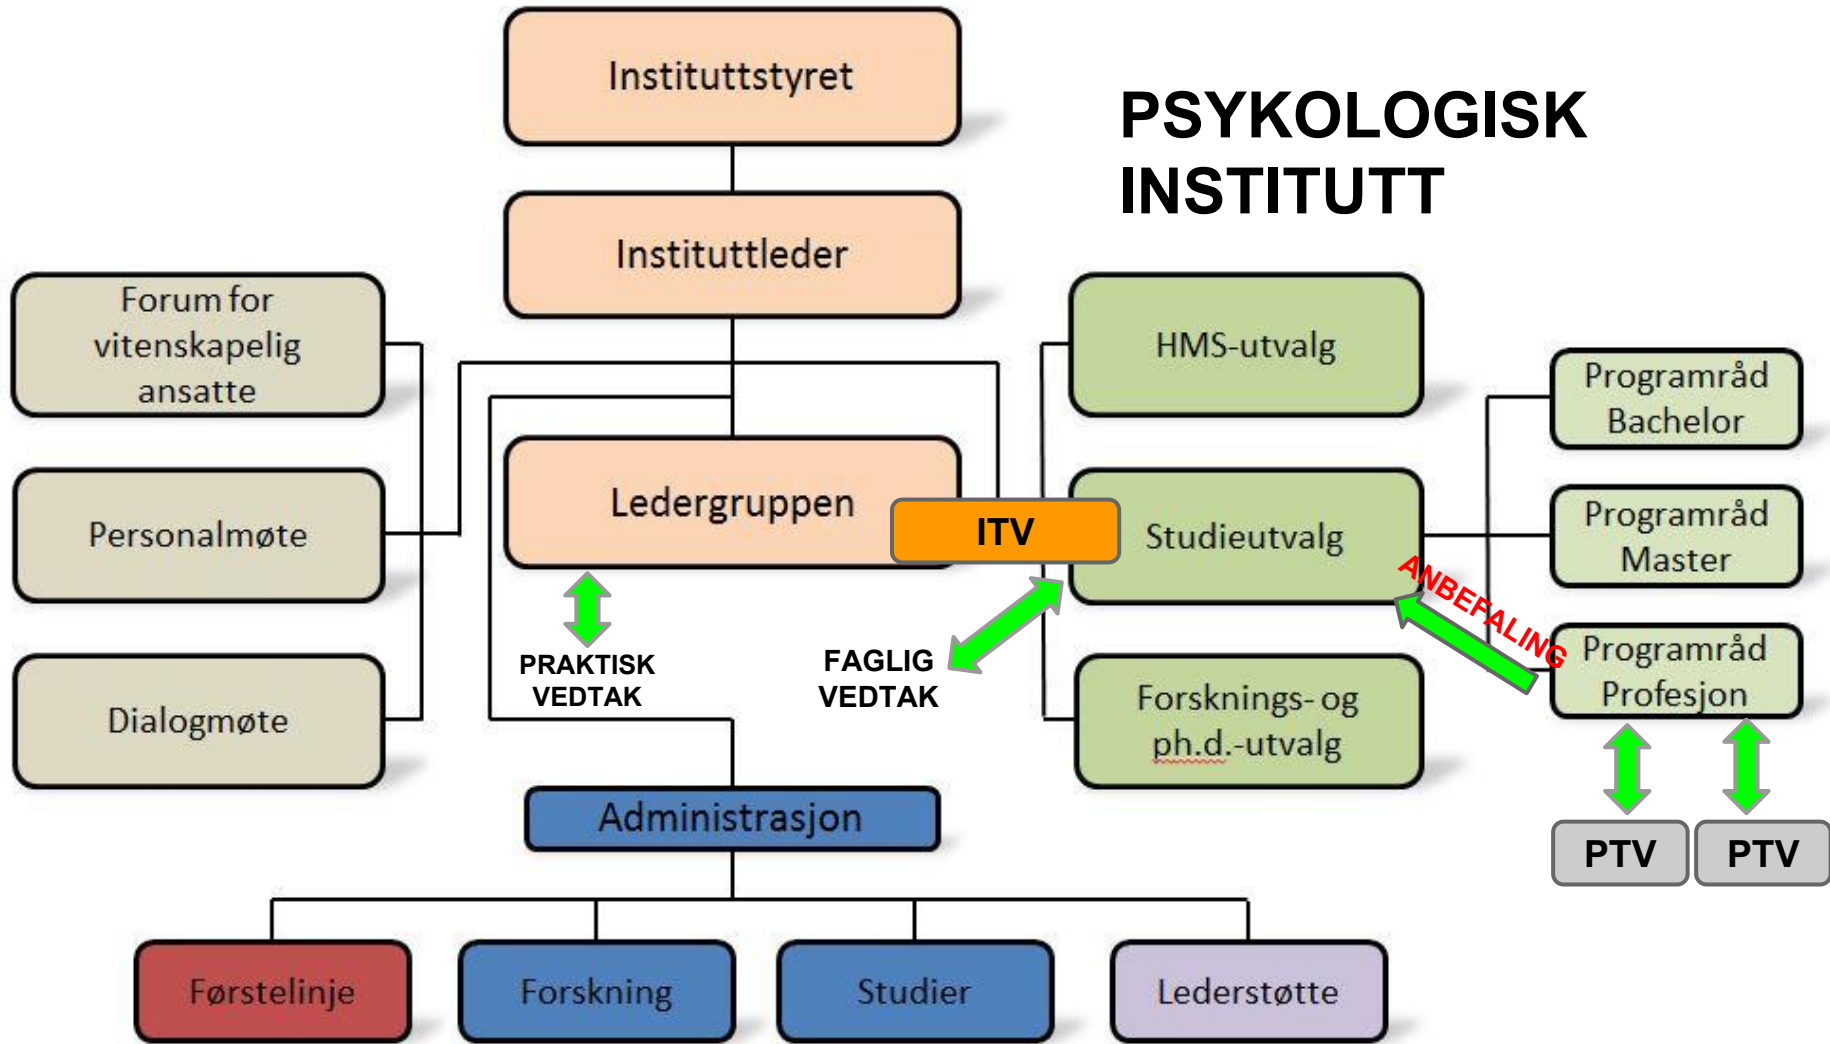 Instituttstyret
PSYKOLOGISK
INSTITUTT
Instituttleder
Forum for
vitenskapelig
ansatte
HMS-utvalg
Programråd
Bachelor
Personalmøte
Ledergruppen
ITV
Studieutvalg
Programråd
Master
ANBEFALING
PRAKTISK
VEDTAK
FAGLIG
VEDTAK
Programråd
Profesjon
Dialogmøte
Forsknings- og
ph.d.-utvalg
Administrasjon
PTV
PTV
Førstelinje
Forskning
Studier
Lederstøtte